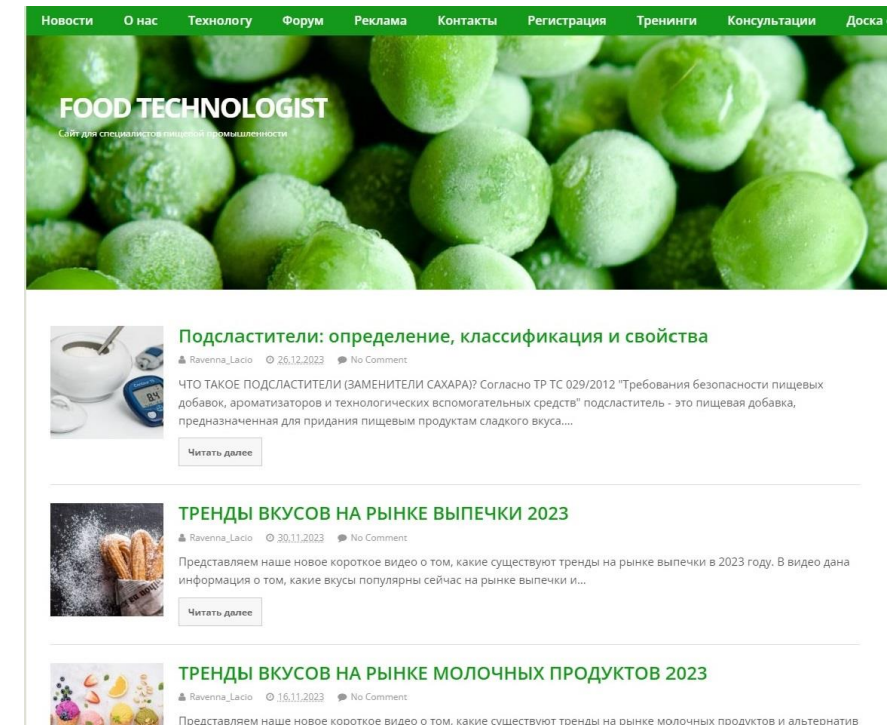 Новости О нас Технологу Форум Реклама Контакты Регистрация Тренинги Консультации Доска
FOOD TECHNOLOGIST
Сайт для специалистов пищевой промышленности
Подсластители: определение, классификация и свойства
Ravenna_Lacio 26.12.2023 No Comment
ЧТО ТАКОЕ ПОДСЛАСТИТЕЛИ (ЗАМЕНИТЕЛИ САХАРА)? Согласно ТР ТС 029/2012 "Требования безопасности пищевых
добавок, ароматизаторов и технологических вспомогательных средств" подсластитель - это пищевая добавка,
предназначенная для придания пищевым продуктам сладкого вкуса....
8.4
Читать далее
ТРЕНДЫ ВКУСОВ НА РЫНКЕ ВЫПЕЧКИ 2023
Ravenna_Lacio 30.11.2023 No Comment
Представляем наше новое короткое видео о том, какие существуют тренды на рынке выпечки в 2023 году. В видео дана
информация о том, какие вкусы популярны сейчас на рынке выпечки и...
Читать далее
ТРЕНДЫ ВКУСОВ НА РЫНКЕ МОЛОЧНЫХ ПРОДУКТОВ 2023
Ravenna_Lacio 16.11.2023 No Comment
Представляем наше новое короткое видео о том, какие существуют тренды на рынке молочных продуктов и альтернатив